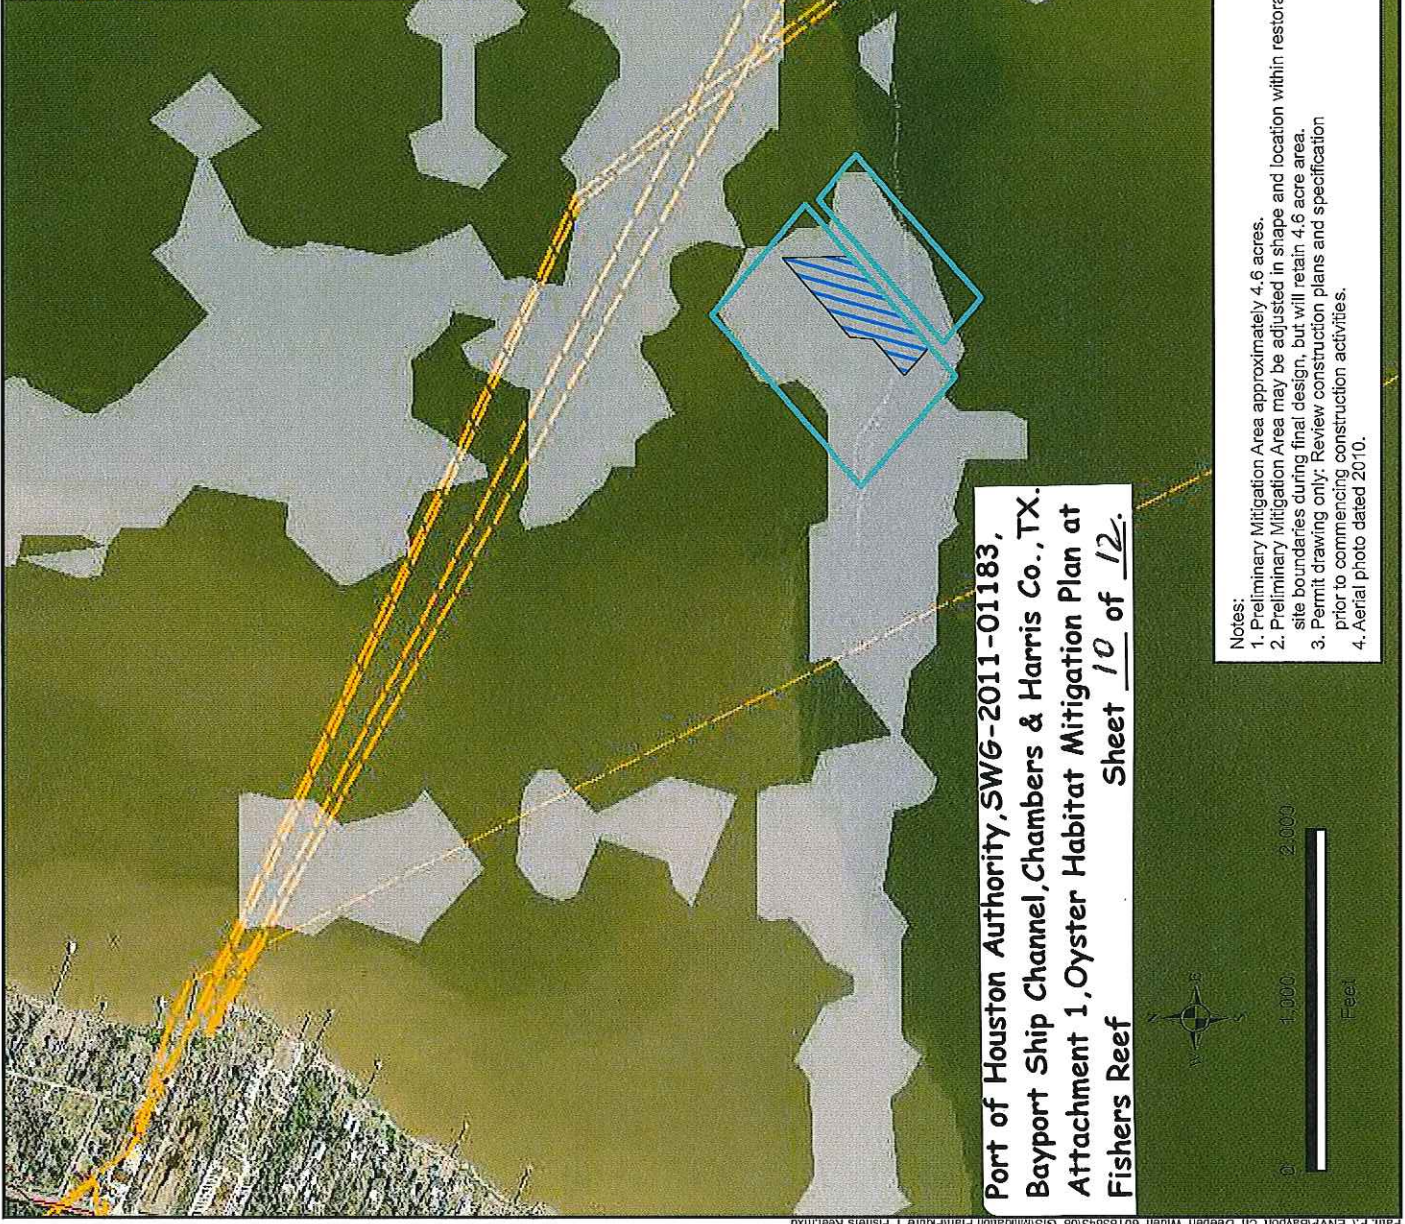 Port of Houston Authority,SWG-2011-01183,
Bayport Ship Channel,Chambers & Harris Co.,TX.
Attachment 1,Oyster Habitat Mitigation Plan at
Fishers Reef Sheet 10 of 12.
Notes:
1. Preliminary Mitigation Area approximately 4.6 acres.
2. Preliminary Mitigation Area may be adjusted in shape and location within restora
site boundaries during final design, but will retain 4.6 acre area.
3. Permit drawing only: Review construction plans and specification
prior to commencing construction activities.
4. Aerial photo dated 2010.
N
W E
S
0 1,000 2,000
Feet